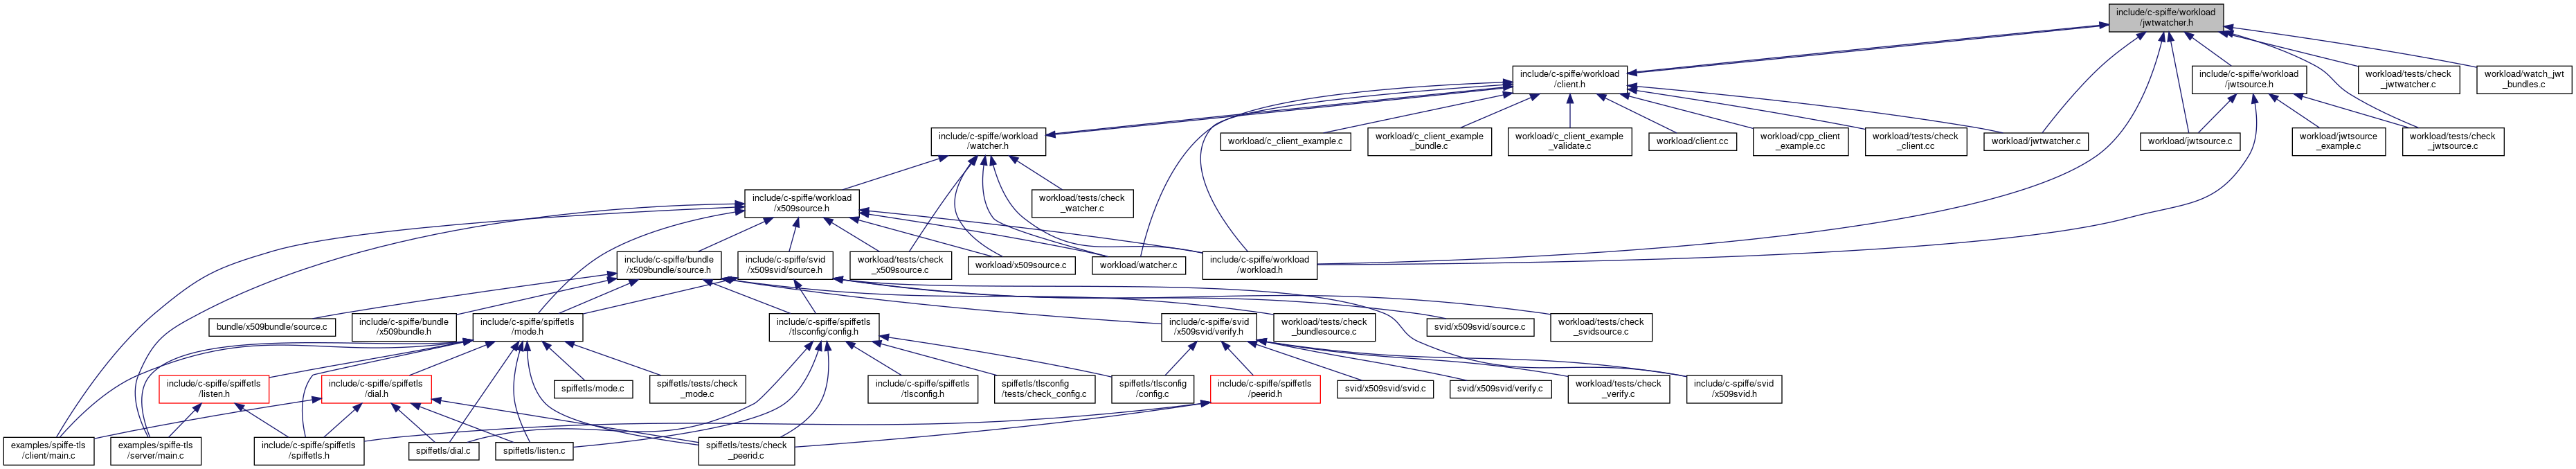 include/c-spiffe/workload
/jwtwatcher.h
include/c-spiffe/workload
/client.h
include/c-spiffe/workload
/jwtsource.h
workload/tests/check
_jwtwatcher.c
workload/watch_jwt
_bundles.c
include/c-spiffe/workload
/watcher.h
workload/c_client_example.c
workload/c_client_example
_bundle.c
workload/c_client_example
_validate.c
workload/client.cc
workload/cpp_client
_example.cc
workload/tests/check
_client.cc
workload/jwtwatcher.c
workload/jwtsource.c
workload/jwtsource
_example.c
workload/tests/check
_jwtsource.c
include/c-spiffe/workload
/x509source.h
workload/tests/check
_watcher.c
include/c-spiffe/bundle
/x509bundle/source.h
include/c-spiffe/svid
/x509svid/source.h
workload/tests/check
_x509source.c
workload/x509source.c
workload/watcher.c
include/c-spiffe/workload
/workload.h
bundle/x509bundle/source.c
include/c-spiffe/bundle
/x509bundle.h
include/c-spiffe/spiffetls
/mode.h
include/c-spiffe/spiffetls
/tlsconfig/config.h
include/c-spiffe/svid
/x509svid/verify.h
workload/tests/check
_bundlesource.c
svid/x509svid/source.c
workload/tests/check
_svidsource.c
include/c-spiffe/spiffetls
/listen.h
include/c-spiffe/spiffetls
/dial.h
spiffetls/mode.c
spiffetls/tests/check
_mode.c
include/c-spiffe/spiffetls
/tlsconfig.h
spiffetls/tlsconfig
/tests/check_config.c
spiffetls/tlsconfig
/config.c
include/c-spiffe/spiffetls
/peerid.h
svid/x509svid/svid.c
svid/x509svid/verify.c
workload/tests/check
_verify.c
include/c-spiffe/svid
/x509svid.h
examples/spiffe-tls
/client/main.c
examples/spiffe-tls
/server/main.c
include/c-spiffe/spiffetls
/spiffetls.h
spiffetls/dial.c
spiffetls/listen.c
spiffetls/tests/check
_peerid.c